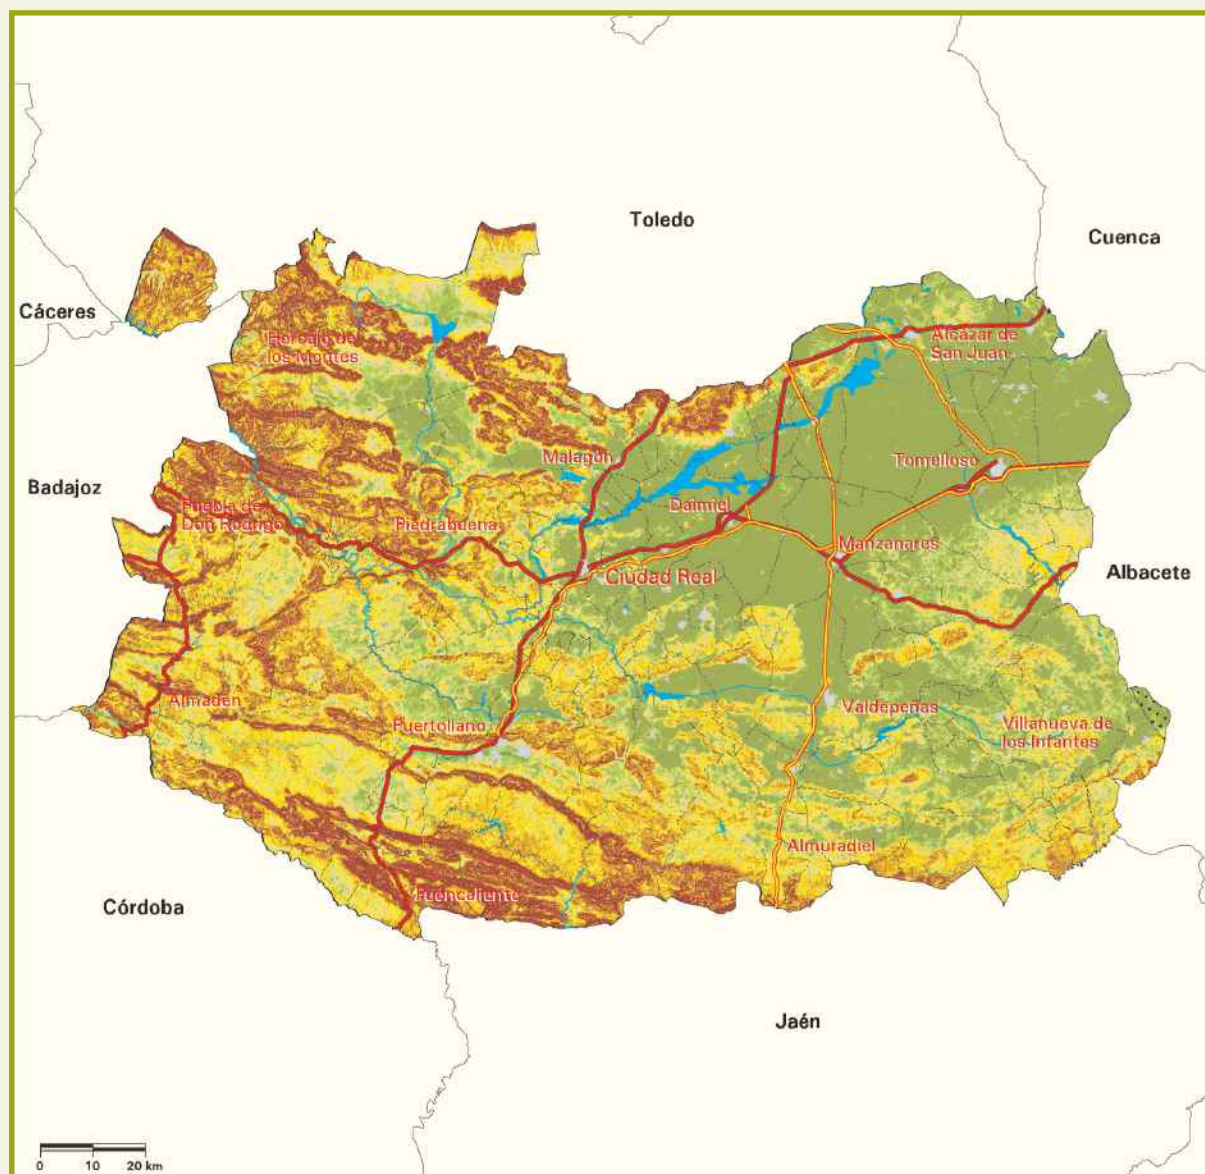 Toledo
Cuenca
Cáceres
Horcajo de
los Montes
Alcázar de
San Juan
Malagón
Tomelloso
Badajoz
Puebla de
Don Rodrigo
Piedrabuena
Daimiel
Manzanares
Ciudad Real
Albacete
Almadén
Puertollano
Valdepeñas
Villanueva de
los Infantes
Almuradiel
Fuencaliente
Córdoba
Jaén
0 10 20 km